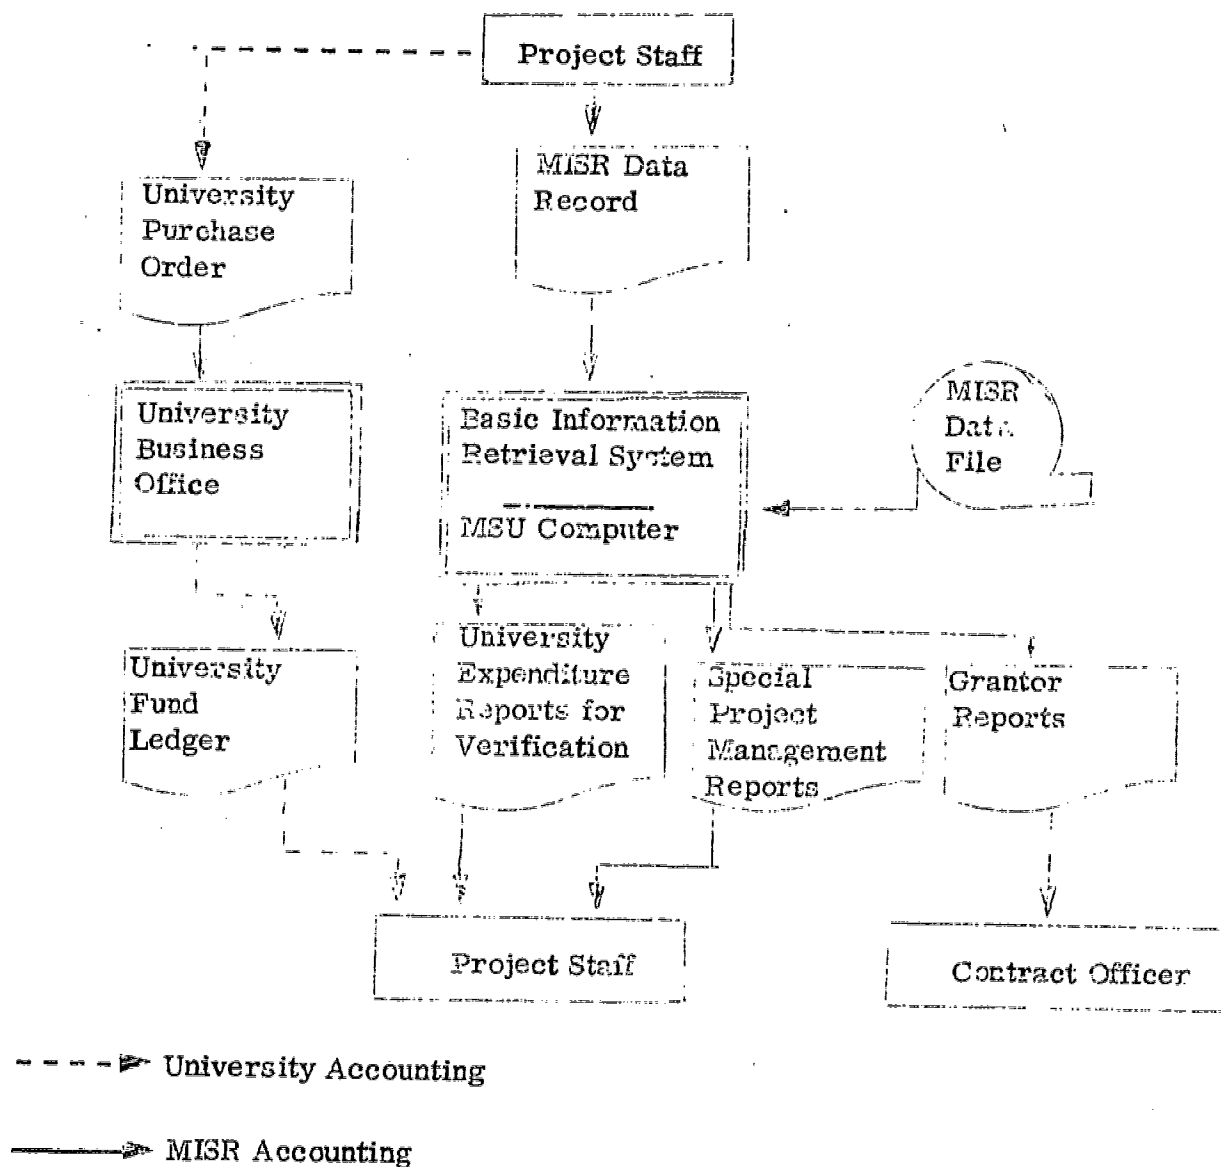 Project Staff
MISR Data
Record
University
Purchase
Order
University
Business
Office
Basic Information
Retrieval System
MSU Computer
MISR
Data
File
University
Fund
Ledger
University
Expenditure
Reports for
Verification
Special
Project
Management
Reports
Grantor
Reports
Project Staff
Contract Officer
University Accounting
MISR Accounting